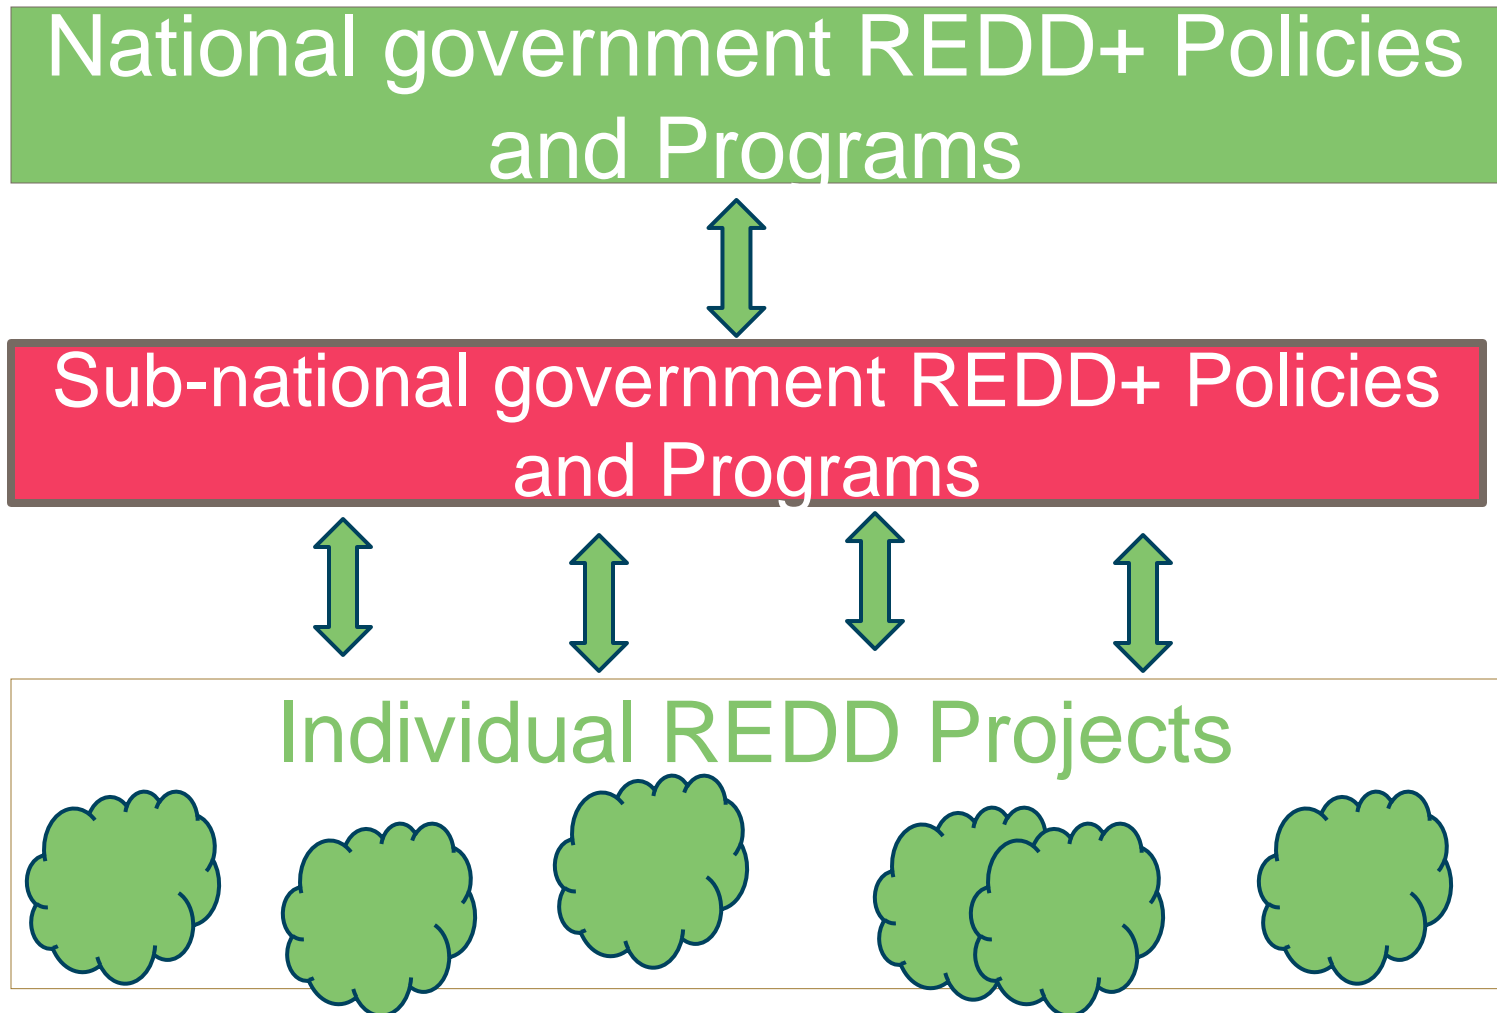 National government REDD+ Policies
and Programs
Sub-national government REDD+ Policies
and Programs
Individual REDD Projects